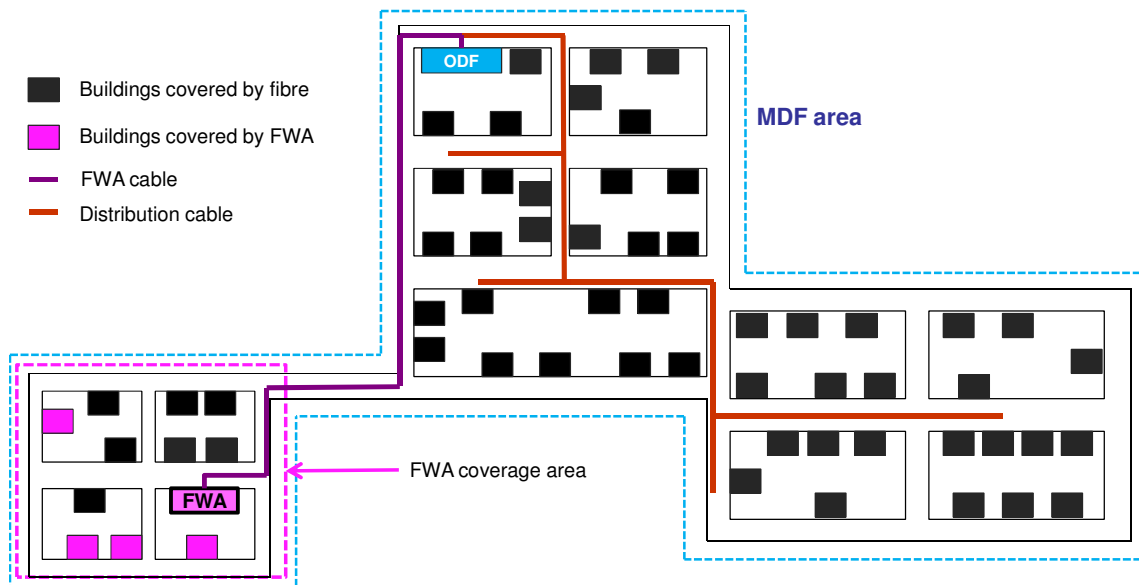 ODF
Buildings covered by fibre
MDF area
Buildings covered by FWA
FWA cable
Distribution cable
FWA coverage area
FWA